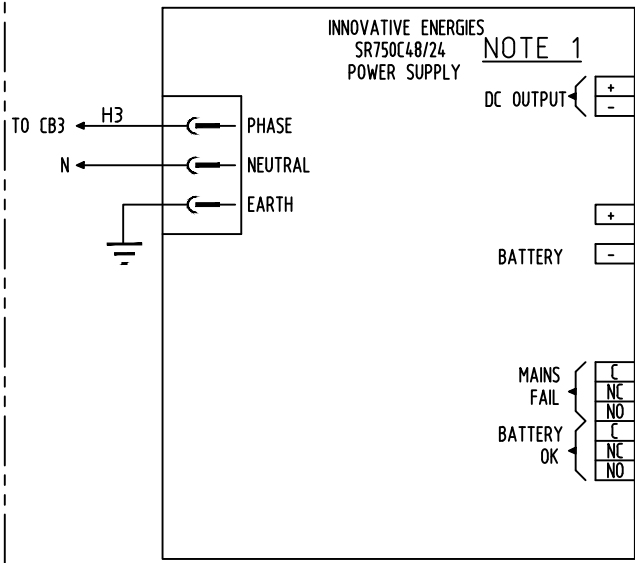 INNOVATIVE ENERGIES
SR750C48/24
POWER SUPPLY
NOTE 1
DC OUTPUT
+
-
TO CB3
H3
PHASE
N
NEUTRAL
EARTH
+
BATTERY
-
MAINS
FAIL
C
NC
NO
BATTERY
OK
C
NC
NO